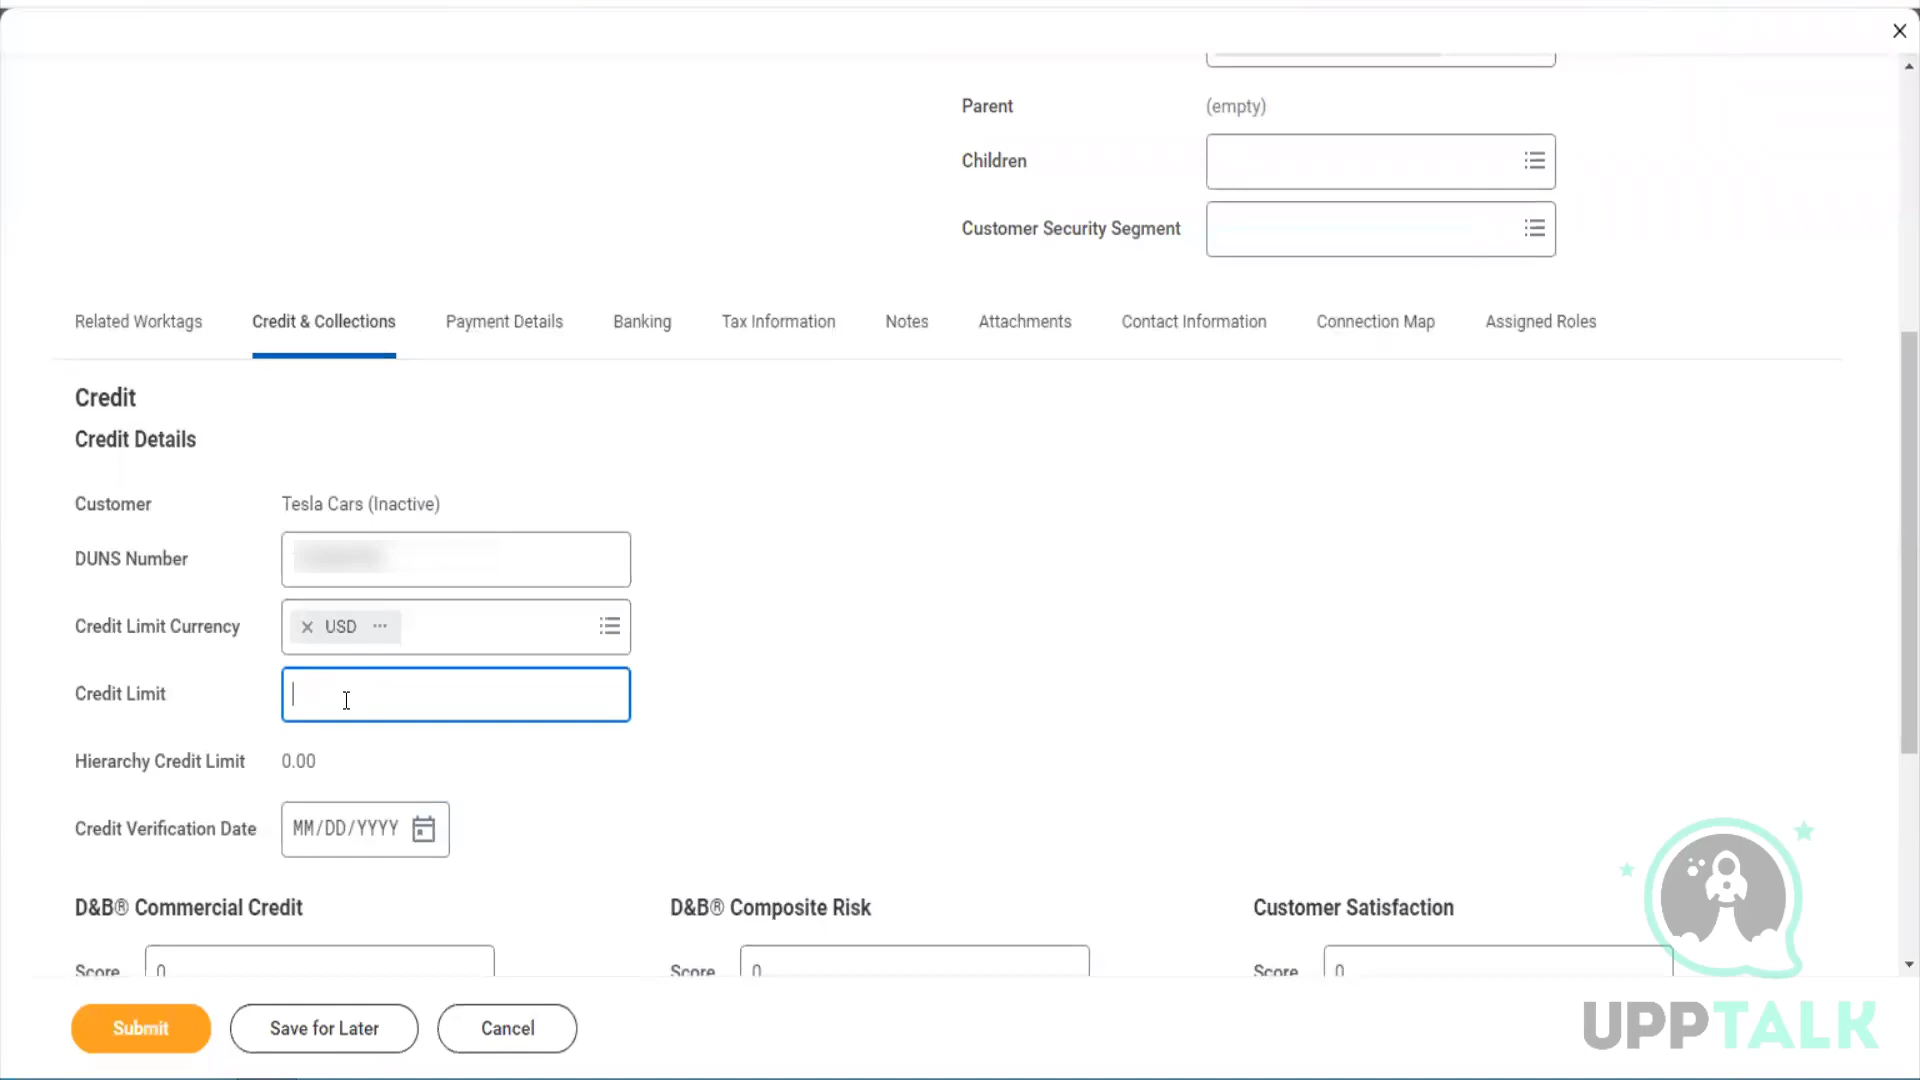 Parent (empty)
Children
Customer Security Segment
Related Worktags Credit & Collections Payment Details Banking Tax Information Notes Attachments Contact Information Connection Map Assigned Roles
Credit
Credit Details
Customer Tesla Cars (Inactive)
DUNS Number
Credit Limit Currency USD
Credit Limit
Hierarchy Credit Limit 0.00
Credit Verification Date MM/DD/YYYY
D&B® Commercial Credit D&B® Composite Risk Customer Satisfaction
Score 0 Score 0 Score 0
Submit Save for Later Cancel
UPPTALK